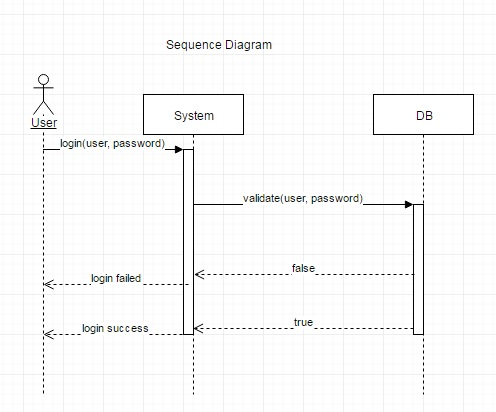 Sequence Diagram
User
System
DB
login(user, password)
validate(user, password)
false
login failed
true
login success